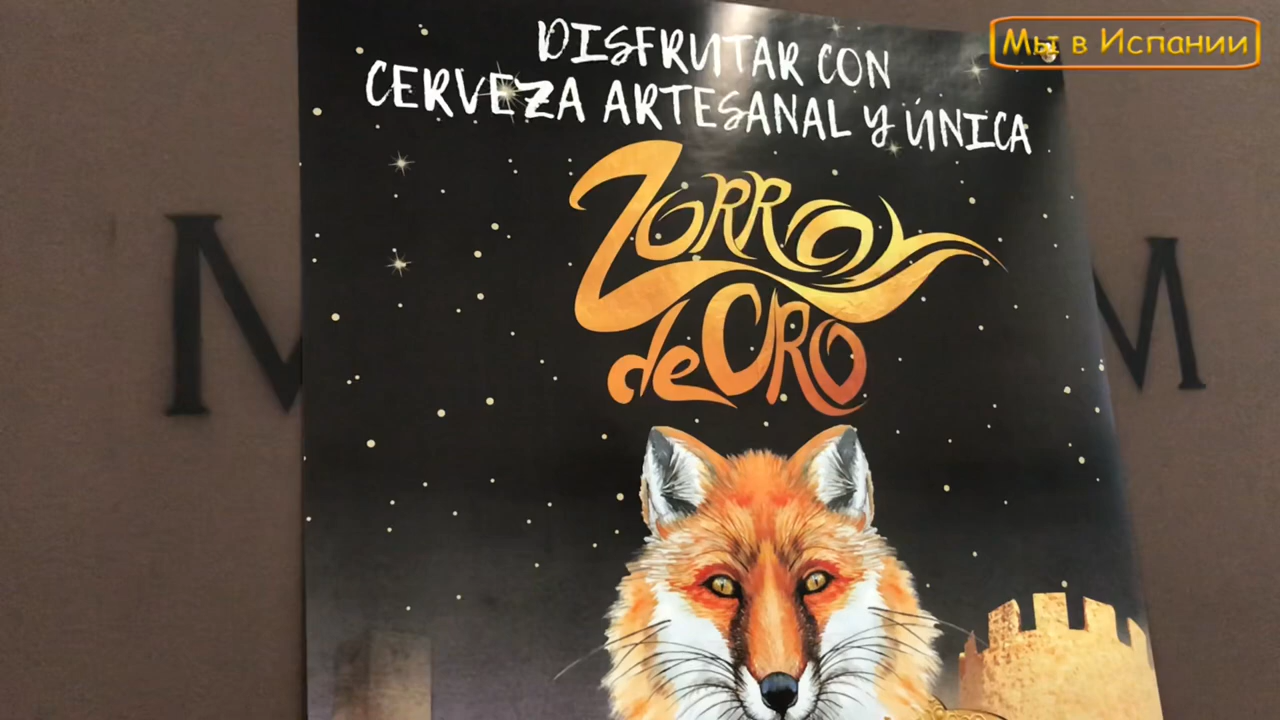 Мы в Испании
DISFRUTAR CON
CERVEZA ARTESANAL Y ÚNICA
ZORRO
de ORO
M
M